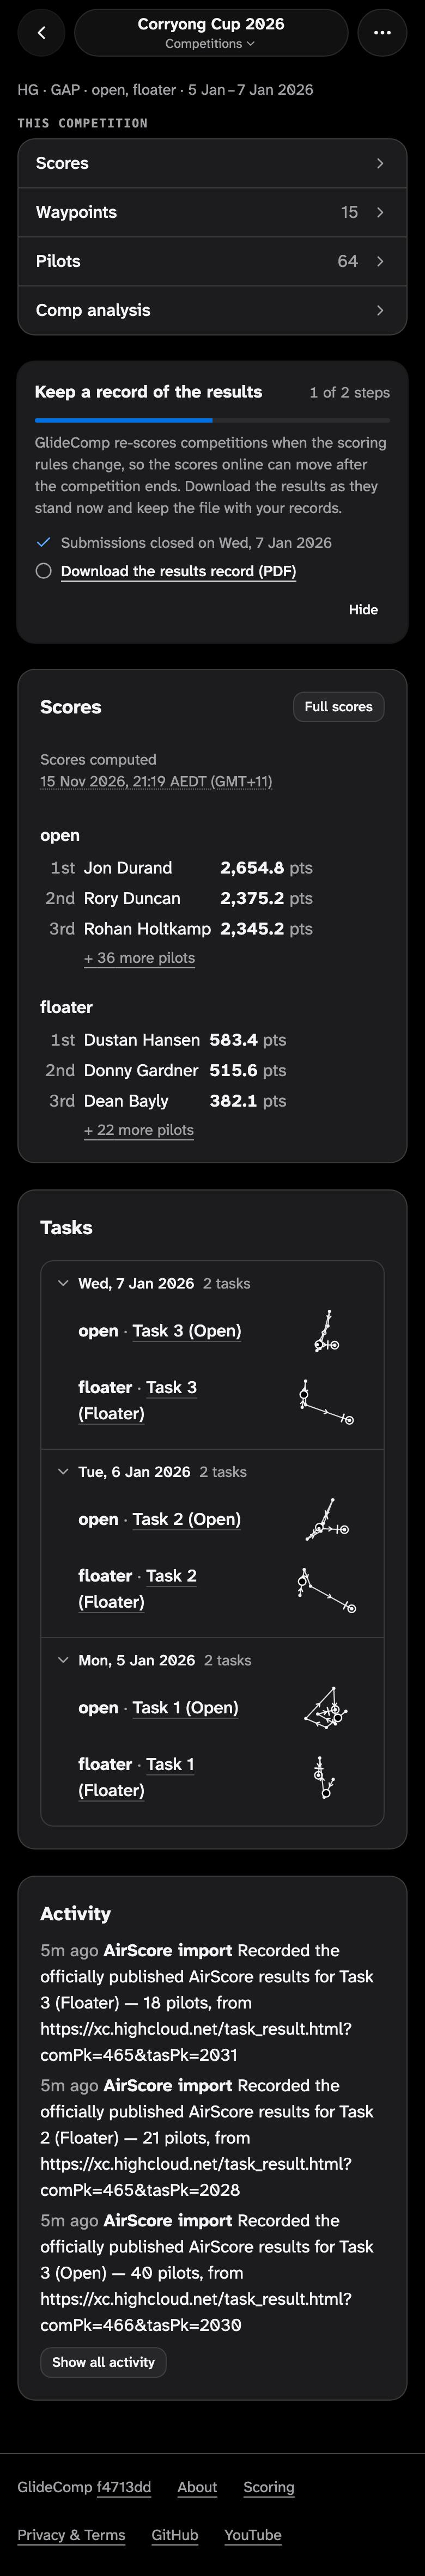 Corryong Cup 2026
Competitions
HG · GAP · open, floater · 5 Jan – 7 Jan 2026
THIS COMPETITION
Scores
Waypoints 15
Pilots 64
Comp analysis
Keep a record of the results 1 of 2 steps
GlideComp re-scores competitions when the scoring
rules change, so the scores online can move after
the competition ends. Download the results as they
stand now and keep the file with your records.
Submissions closed on Wed, 7 Jan 2026
Download the results record (PDF)
Hide
Scores Full scores
Scores computed
15 Nov 2026, 21:19 AEDT (GMT+11)
open
1st Jon Durand 2,654.8 pts
2nd Rory Duncan 2,375.2 pts
3rd Rohan Holtkamp 2,345.2 pts
+ 36 more pilots
floater
1st Dustan Hansen 583.4 pts
2nd Donny Gardner 515.6 pts
3rd Dean Bayly 382.1 pts
+ 22 more pilots
Tasks
Wed, 7 Jan 2026 2 tasks
open · Task 3 (Open)
floater · Task 3
(Floater)
Tue, 6 Jan 2026 2 tasks
open · Task 2 (Open)
floater · Task 2
(Floater)
Mon, 5 Jan 2026 2 tasks
open · Task 1 (Open)
floater · Task 1
(Floater)
Activity
5m ago AirScore import Recorded the
officially published AirScore results for Task
3 (Floater) — 18 pilots, from
https://xc.highcloud.net/task_result.html?
comPk=465&tasPk=2031
5m ago AirScore import Recorded the
officially published AirScore results for Task
2 (Floater) — 21 pilots, from
https://xc.highcloud.net/task_result.html?
comPk=465&tasPk=2028
5m ago AirScore import Recorded the
officially published AirScore results for Task
3 (Open) — 40 pilots, from
https://xc.highcloud.net/task_result.html?
comPk=466&tasPk=2030
Show all activity
GlideComp f4713dd About Scoring
Privacy & Terms GitHub YouTube